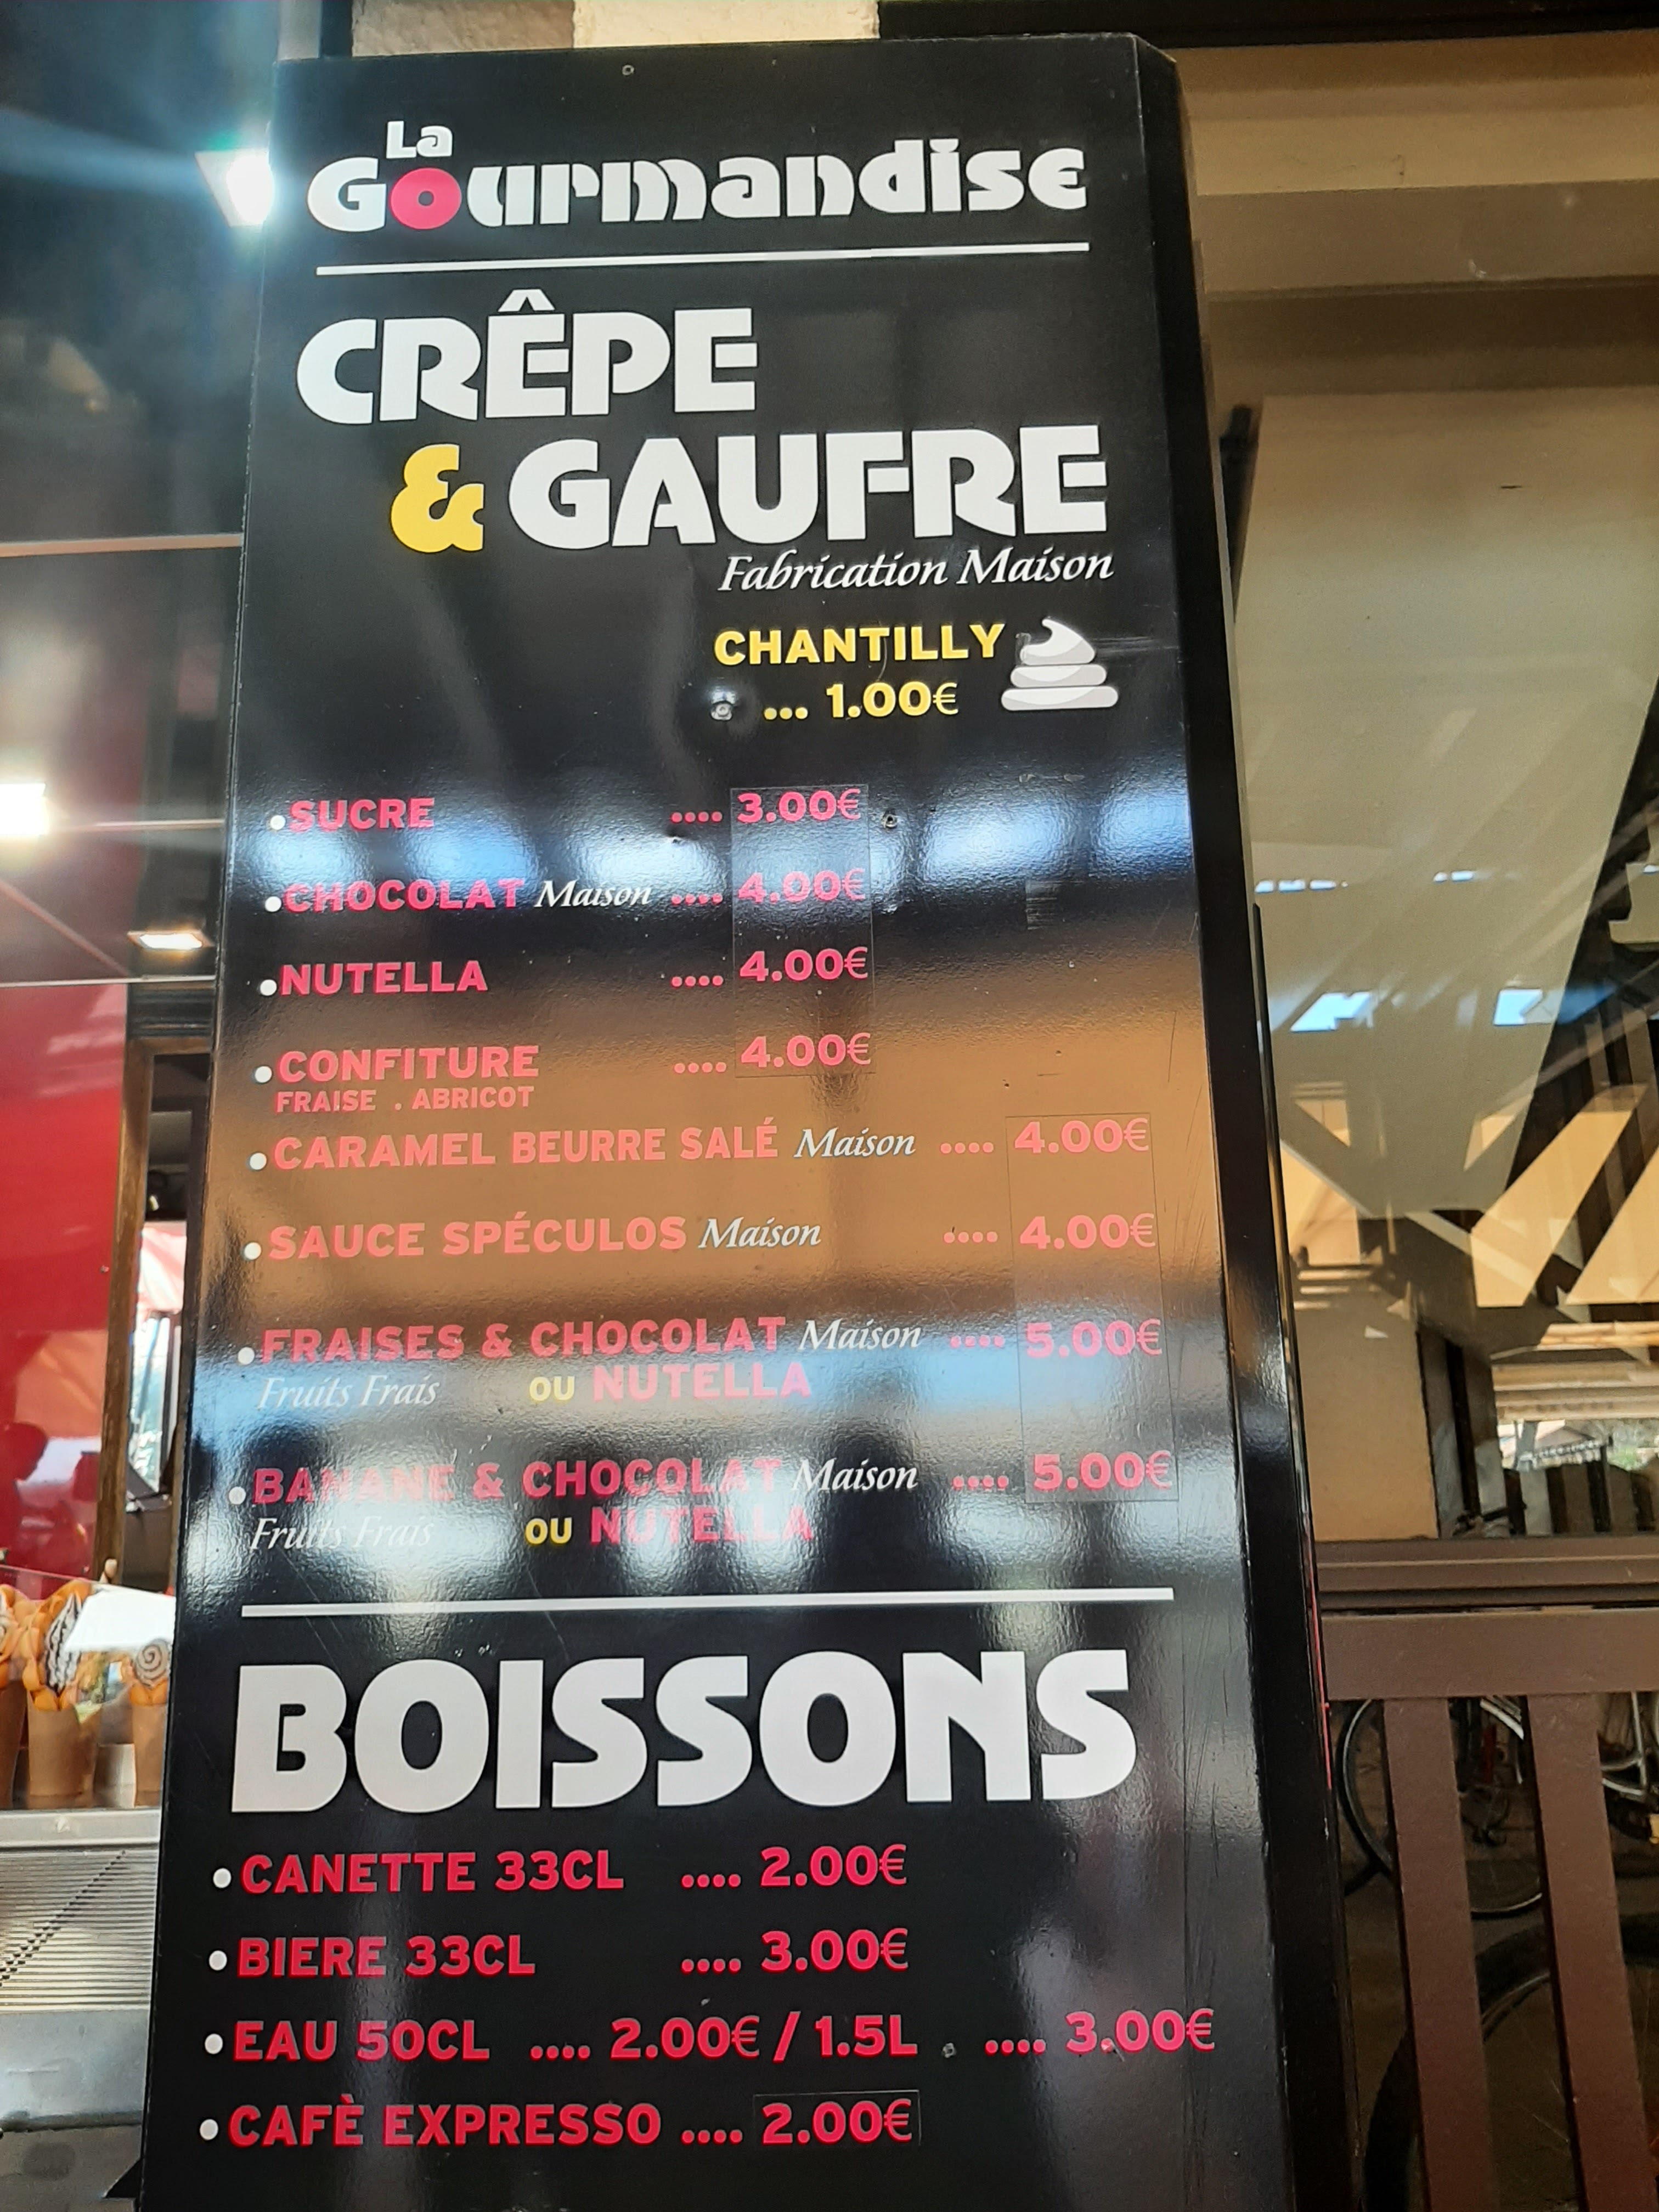 La
Gourmandise
CRÊPE
& GAUFRE
Fabrication Maison
CHANTILLY
... 1.00€
•SUCRE .... 3.00€
•CHOCOLAT Maison .... 4.00€
•NUTELLA .... 4.00€
•CONFITURE .... 4.00€
FRAISE . ABRICOT
•CARAMEL BEURRE SALÉ Maison .... 4.00€
•SAUCE SPÉCULOS Maison .... 4.00€
•FRAISES & CHOCOLAT Maison .... 5.00€
Fruits Frais OU NUTELLA
•BANANE & CHOCOLAT Maison .... 5.00€
Fruits Frais OU NUTELLA
BOISSONS
•CANETTE 33CL .... 2.00€
•BIERE 33CL .... 3.00€
•EAU 50CL .... 2.00€ / 1.5L .... 3.00€
•CAFÈ EXPRESSO .... 2.00€